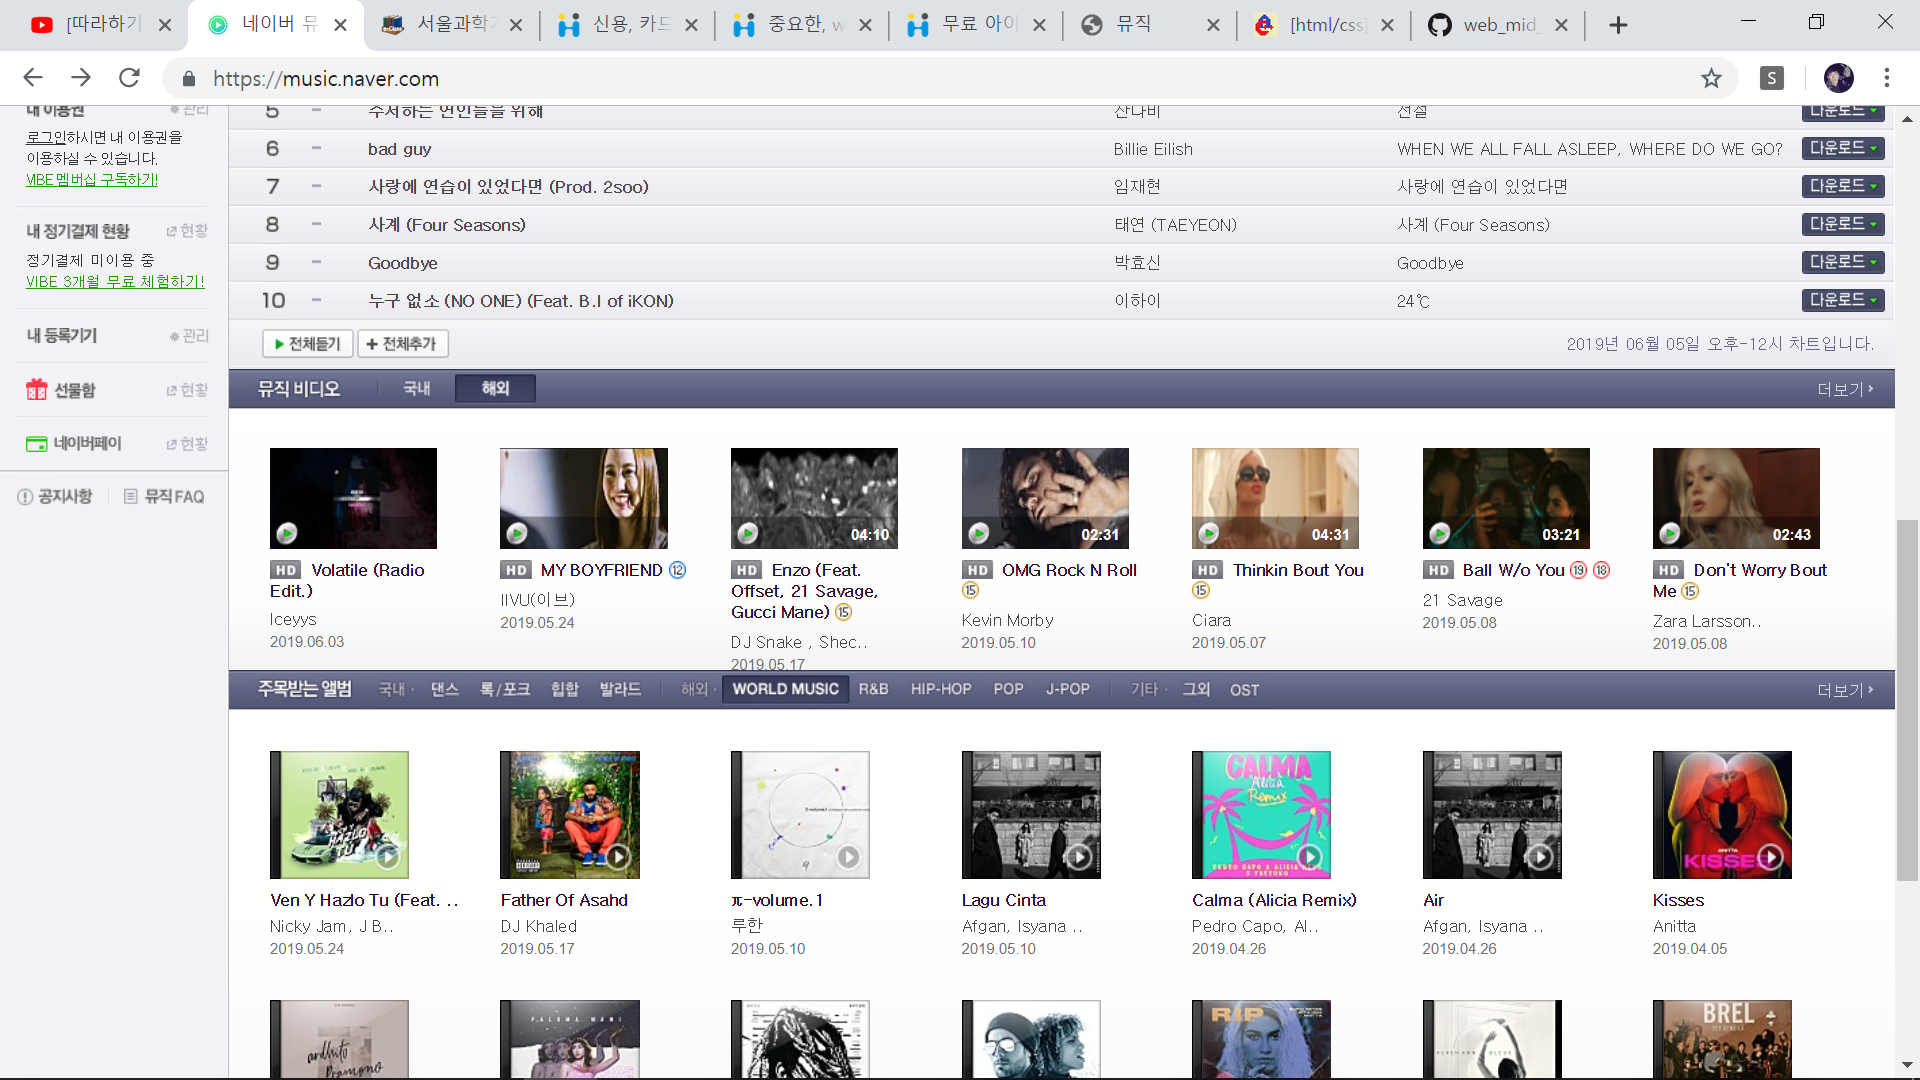 [따라하기
네이버 뮤
서울과학
신용, 카드
중요한, w
무료 아이
뮤직
[html/css]
web_mid_
https://music.naver.com
S
내 이용권
관리
로그인하시면 내 이용권을
이용하실 수 있습니다.
VIBE 멤버십 구독하기!
내 정기결제 현황
현황
정기결제 미이용 중
VIBE 3개월 무료 체험하기!
내 등록기기
관리
선물함
현황
네이버페이
현황
공지사항
뮤직 FAQ
5 - 주저하는 연인들을 위해 잔나비 전설 다운로드
6 - bad guy Billie Eilish WHEN WE ALL FALL ASLEEP, WHERE DO WE GO? 다운로드
7 - 사랑에 연습이 있었다면 (Prod. 2soo) 임재현 사랑에 연습이 있었다면 다운로드
8 - 사계 (Four Seasons) 태연 (TAEYEON) 사계 (Four Seasons) 다운로드
9 - Goodbye 박효신 Goodbye 다운로드
10 - 누구 없소 (NO ONE) (Feat. B.I of iKON) 이하이 24℃ 다운로드
전체듣기
+ 전체추가
2019년 06월 05일 오후-12시 차트입니다.
뮤직 비디오 국내 해외 더보기
04:10
02:31
04:31
03:21
02:43
HD Volatile (Radio
Edit.)
Iceyys
2019.06.03
HD MY BOYFRIEND 12
IIVU(이브)
2019.05.24
HD Enzo (Feat.
Offset, 21 Savage,
Gucci Mane) 15
DJ Snake , Shec..
2019.05.17
HD OMG Rock N Roll
15
Kevin Morby
2019.05.10
HD Thinkin Bout You
15
Ciara
2019.05.07
HD Ball W/o You 19 18
21 Savage
2019.05.08
HD Don't Worry Bout
Me 15
Zara Larsson..
2019.05.08
주목받는 앨범 국내 · 댄스 록/포크 힙합 발라드 해외 · WORLD MUSIC R&B HIP-HOP POP J-POP 기타 · 그외 OST 더보기
HAZLO
TU
CALMA
Alicia
Remix
KISSES
Ven Y Hazlo Tu (Feat. ..
Nicky Jam, J B..
2019.05.24
Father Of Asahd
DJ Khaled
2019.05.17
π-volume.1
루한
2019.05.10
Lagu Cinta
Afgan, Isyana ..
2019.05.10
Calma (Alicia Remix)
Pedro Capo, Al..
2019.04.26
Air
Afgan, Isyana ..
2019.04.26
Kisses
Anitta
2019.04.05
PALOMA MAMI
RIP
BREL